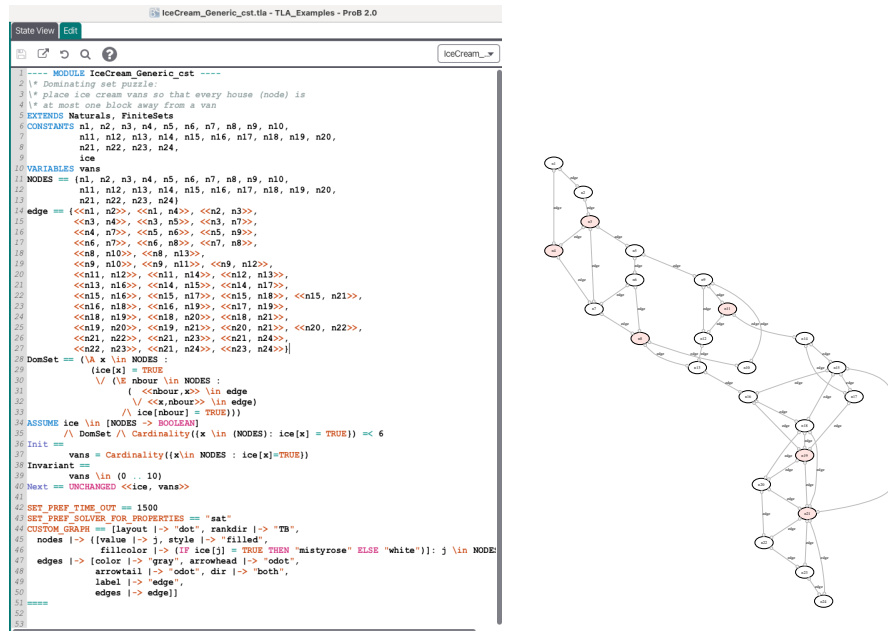 IceCream_Generic_cst.tla - TLA_Examples - ProB 2.0
State View Edit
IceCream_...
1 ---- MODULE IceCream_Generic_cst ----
2 \* Dominating set puzzle:
3 \* place ice cream vans so that every house (node) is
4 \* at most one block away from a van
5 EXTENDS Naturals, FiniteSets
6 CONSTANTS n1, n2, n3, n4, n5, n6, n7, n8, n9, n10,
7 n11, n12, n13, n14, n15, n16, n17, n18, n19, n20,
8 n21, n22, n23, n24,
9 ice
10 VARIABLES vans
11 NODES == {n1, n2, n3, n4, n5, n6, n7, n8, n9, n10,
12 n11, n12, n13, n14, n15, n16, n17, n18, n19, n20,
13 n21, n22, n23, n24}
14 edge == {<<n1, n2>>, <<n1, n4>>, <<n2, n3>>,
15 <<n3, n4>>, <<n3, n5>>, <<n3, n7>>,
16 <<n4, n7>>, <<n5, n6>>, <<n5, n9>>,
17 <<n6, n7>>, <<n6, n8>>, <<n7, n8>>,
18 <<n8, n10>>, <<n8, n13>>,
19 <<n9, n10>>, <<n9, n11>>, <<n9, n12>>,
20 <<n11, n12>>, <<n11, n14>>, <<n12, n13>>,
21 <<n13, n16>>, <<n14, n15>>, <<n14, n17>>,
22 <<n15, n16>>, <<n15, n17>>, <<n15, n18>>, <<n15, n21>>,
23 <<n16, n18>>, <<n16, n19>>, <<n17, n19>>,
24 <<n18, n19>>, <<n18, n20>>, <<n18, n21>>,
25 <<n19, n20>>, <<n19, n21>>, <<n20, n21>>, <<n20, n22>>,
26 <<n21, n22>>, <<n21, n23>>, <<n21, n24>>,
27 <<n22, n23>>, <<n21, n24>>, <<n23, n24>>}
28 DomSet == (\A x \in NODES :
29 (ice[x] = TRUE
30 \/ (\E nbour \in NODES :
31 ( <<nbour,x>> \in edge
32 \/ <<x,nbour>> \in edge)
33 /\ ice[nbour] = TRUE)))
34 ASSUME ice \in [NODES -> BOOLEAN]
35 /\ DomSet /\ Cardinality({x \in (NODES): ice[x] = TRUE}) =< 6
36 Init ==
37 vans = Cardinality({x\in NODES : ice[x]=TRUE})
38 Invariant ==
39 vans \in (0 .. 10)
40 Next == UNCHANGED <<ice, vans>>
41
42 SET_PREF_TIME_OUT == 1500
43 SET_PREF_SOLVER_FOR_PROPERTIES == "sat"
44 CUSTOM_GRAPH == [layout |-> "dot", rankdir |-> "TB",
45 nodes |-> {[value |-> j, style |-> "filled",
46 fillcolor |-> (IF ice[j] = TRUE THEN "mistyrose" ELSE "white")]: j \in NODES
47 edges |-> [color |-> "gray", arrowhead |-> "odot",
48 arrowtail |-> "odot", dir |-> "both",
49 label |-> "edge",
50 edges |-> edge]]
51 ====
52
53